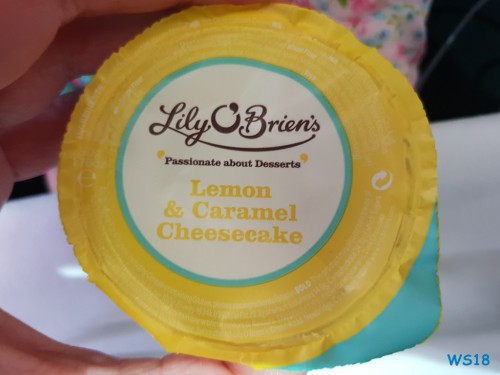 Lily O'Brien's
Passionate about Desserts
Lemon
& Caramel
Cheesecake
WS18